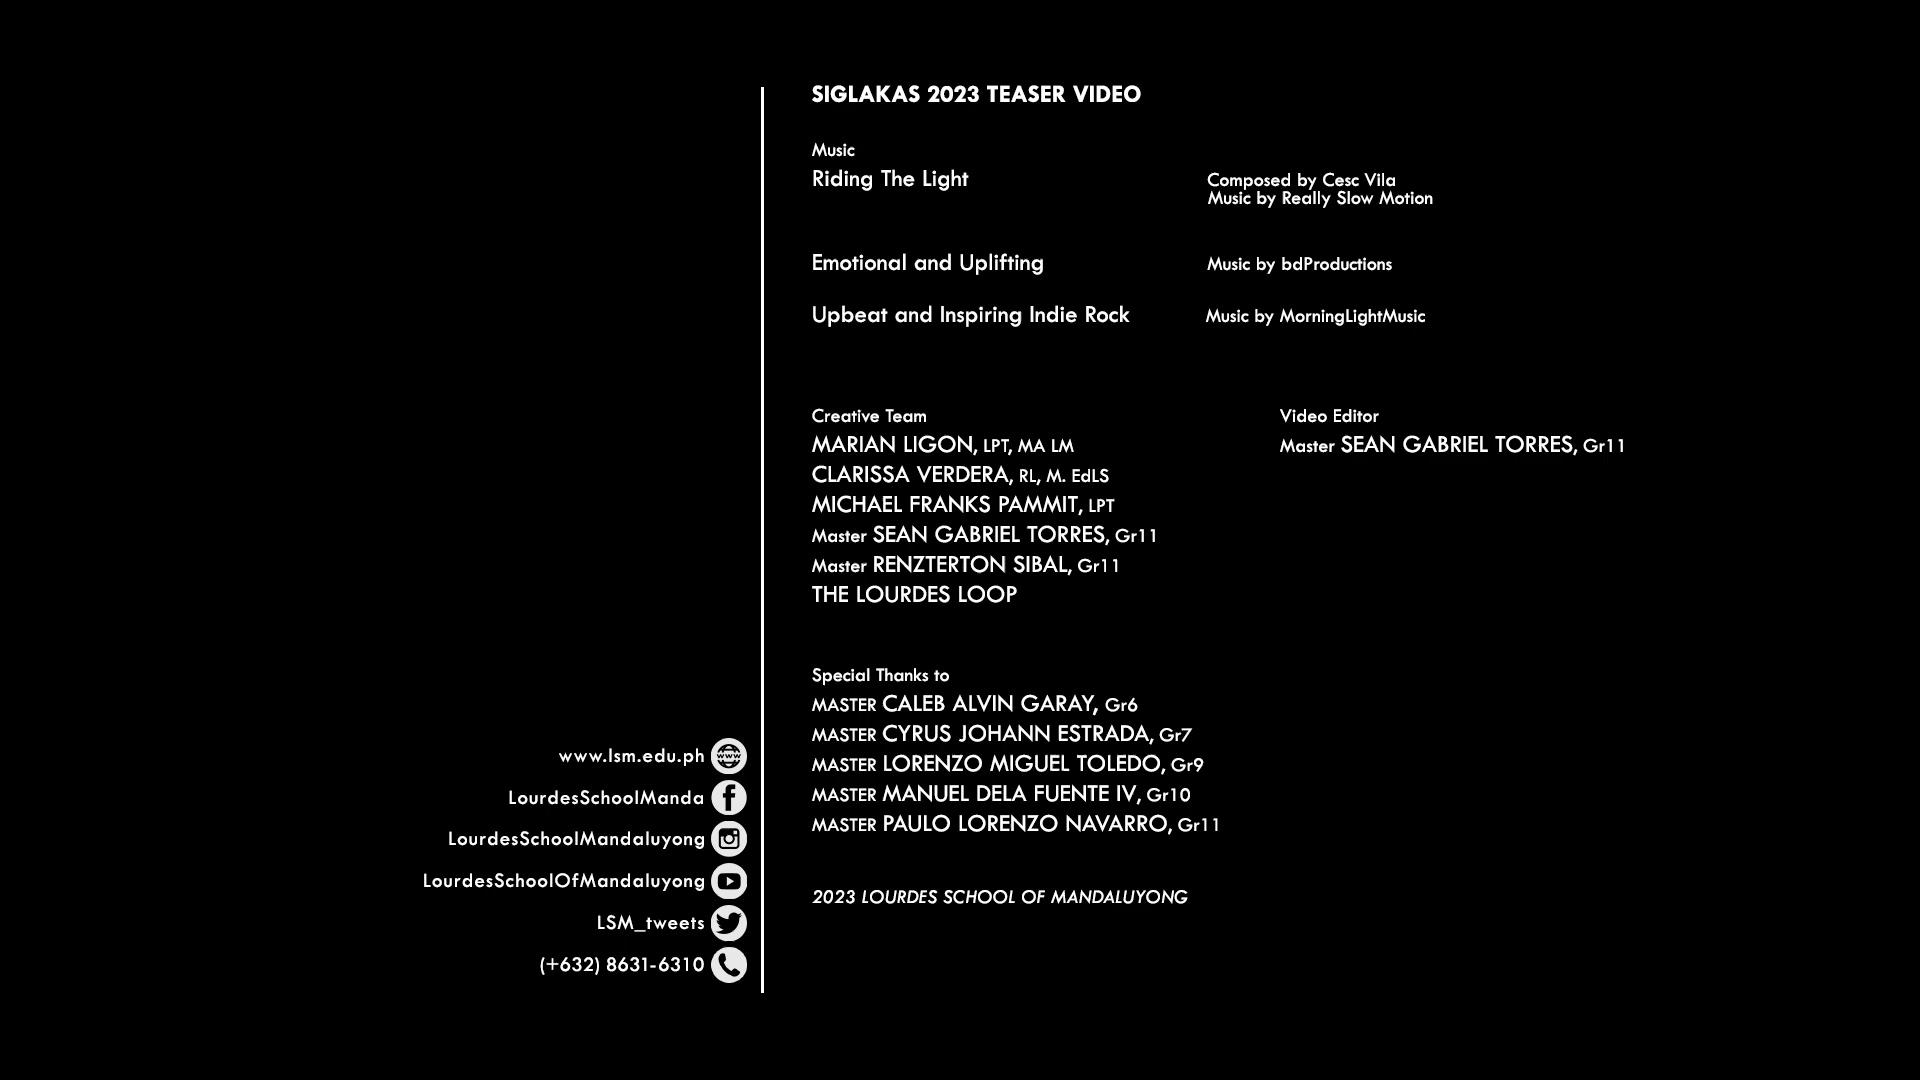 www.lsm.edu.ph
LourdesSchoolManda
LourdesSchoolMandaluyong
LourdesSchoolOfMandaluyong
LSM_tweets
(+632) 8631-6310
SIGLAKAS 2023 TEASER VIDEO
Music
Riding The Light
Composed by Cesc Vila
Music by Really Slow Motion
Emotional and Uplifting
Music by bdProductions
Upbeat and Inspiring Indie Rock
Music by MorningLightMusic
Creative Team
MARIAN LIGON, LPT, MA LM
CLARISSA VERDERA, RL, M. EdLS
MICHAEL FRANKS PAMMIT, LPT
Master SEAN GABRIEL TORRES, Gr11
Master RENZTERTON SIBAL, Gr11
THE LOURDES LOOP
Video Editor
Master SEAN GABRIEL TORRES, Gr11
Special Thanks to
MASTER CALEB ALVIN GARAY, Gr6
MASTER CYRUS JOHANN ESTRADA, Gr7
MASTER LORENZO MIGUEL TOLEDO, Gr9
MASTER MANUEL DELA FUENTE IV, Gr10
MASTER PAULO LORENZO NAVARRO, Gr11
2023 LOURDES SCHOOL OF MANDALUYONG